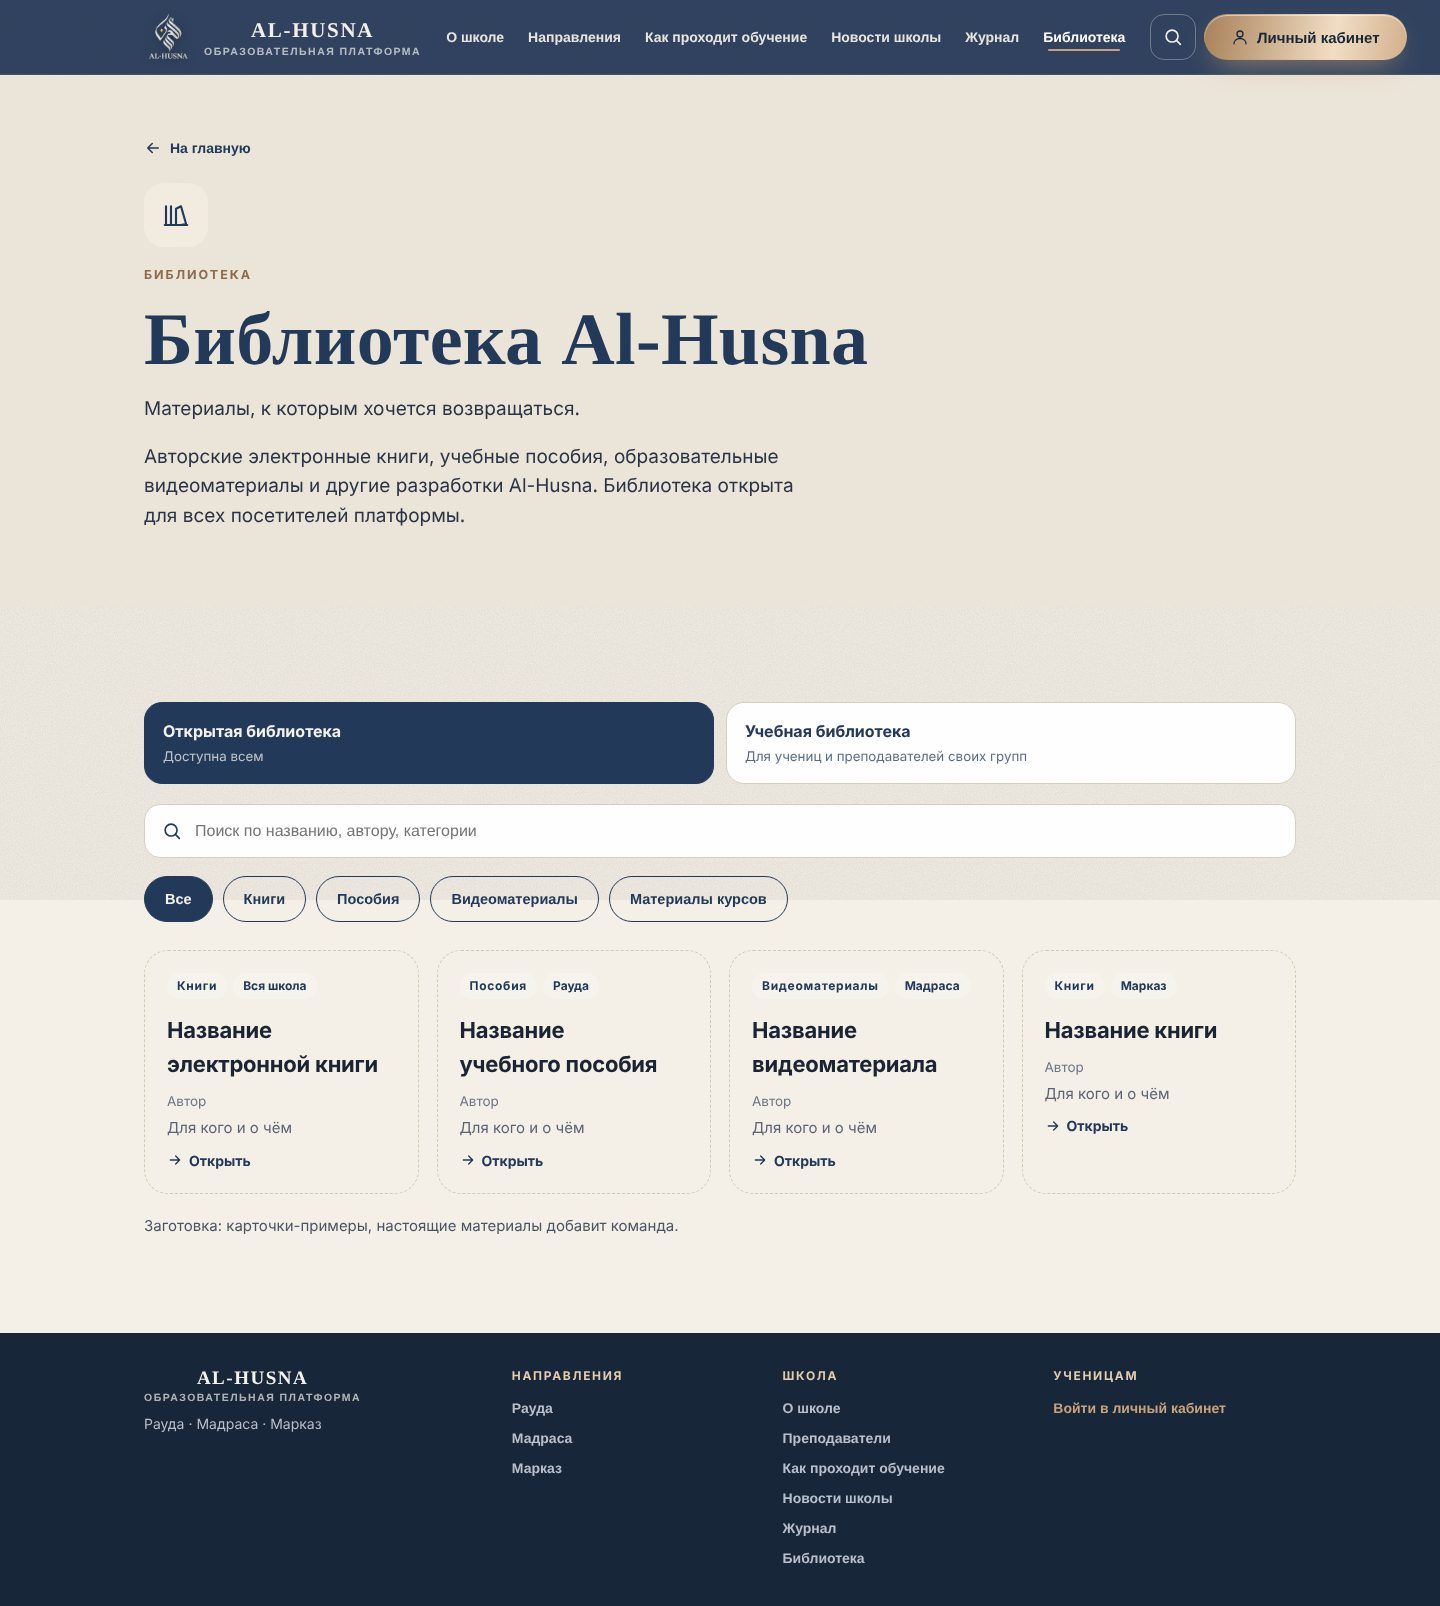 AL-HUSNA
AL-HUSNA
ОБРАЗОВАТЕЛЬНАЯ ПЛАТФОРМА
О школе
Направления
Как проходит обучение
Новости школы
Журнал
Библиотека
Личный кабинет
На главную
БИБЛИОТЕКА
Библиотека Al-Husna
Материалы, к которым хочется возвращаться.
Авторские электронные книги, учебные пособия, образовательные
видеоматериалы и другие разработки Al-Husna. Библиотека открыта
для всех посетителей платформы.
Открытая библиотека
Доступна всем
Учебная библиотека
Для учениц и преподавателей своих групп
Поиск по названию, автору, категории
Все
Книги
Пособия
Видеоматериалы
Материалы курсов
Книги
Вся школа
Название
электронной книги
Автор
Для кого и о чём
Открыть
Пособия
Рауда
Название
учебного пособия
Автор
Для кого и о чём
Открыть
Видеоматериалы
Мадраса
Название
видеоматериала
Автор
Для кого и о чём
Открыть
Книги
Марказ
Название книги
Автор
Для кого и о чём
Открыть
Заготовка: карточки-примеры, настоящие материалы добавит команда.
AL-HUSNA
ОБРАЗОВАТЕЛЬНАЯ ПЛАТФОРМА
Рауда · Мадраса · Марказ
НАПРАВЛЕНИЯ
Рауда
Мадраса
Марказ
ШКОЛА
О школе
Преподаватели
Как проходит обучение
Новости школы
Журнал
Библиотека
УЧЕНИЦАМ
Войти в личный кабинет